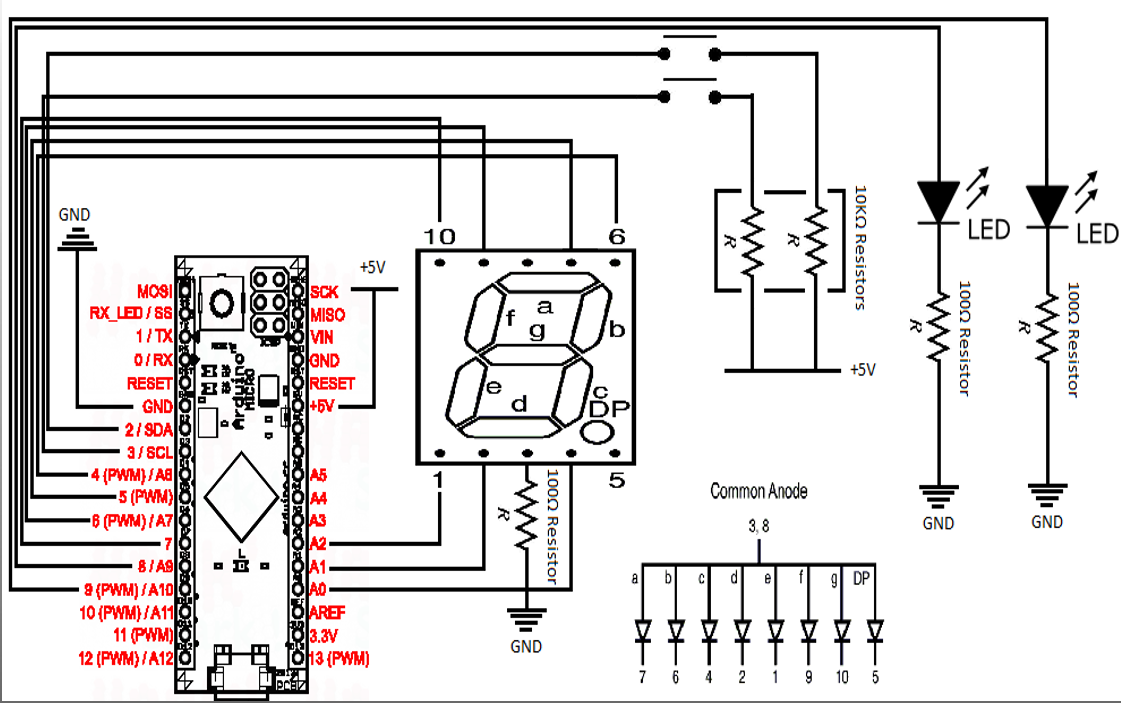 GND
MOSI
RX_LED / SS
1 / TX
0 / RX
RESET
GND
2 / SDA
3 / SCL
4 (PWM) / A6
5 (PWM)
6 (PWM) / A7
7
8 / A9
9 (PWM) / A10
10 (PWM) / A11
11 (PWM)
12 (PWM) / A12
Arduino
MICRO
L
+5V
SCK
MISO
VIN
GND
RESET
+5V
A5
A4
A3
A2
A1
A0
AREF
3.3V
13 (PWM)
10
6
a
f
g
b
e
c
d
DP
1
5
100Ω Resistor
R
GND
10KΩ Resistors
R
R
+5V
LED
LED
100Ω Resistor
R
100Ω Resistor
R
GND
GND
Common Anode
3, 8
a b c d e f g DP
7 6 4 2 1 9 10 5